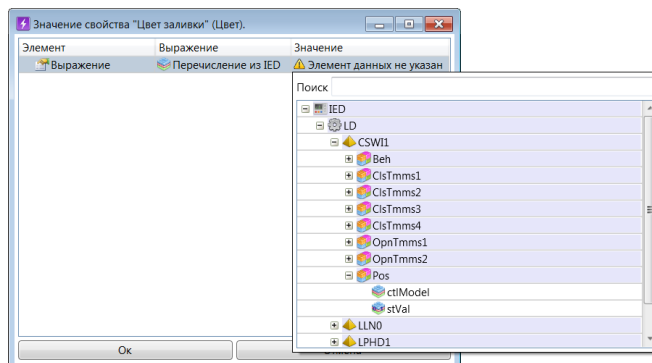 Значение свойства "Цвет заливки" (Цвет).
Элемент Выражение Значение
Выражение Перечисление из IED Элемент данных не указан
Поиск
IED
LD
CSWI1
Beh
ClsTmms1
ClsTmms2
ClsTmms3
ClsTmms4
OpnTmms1
OpnTmms2
Pos
ctlModel
stVal
LLN0
LPHD1
Ок